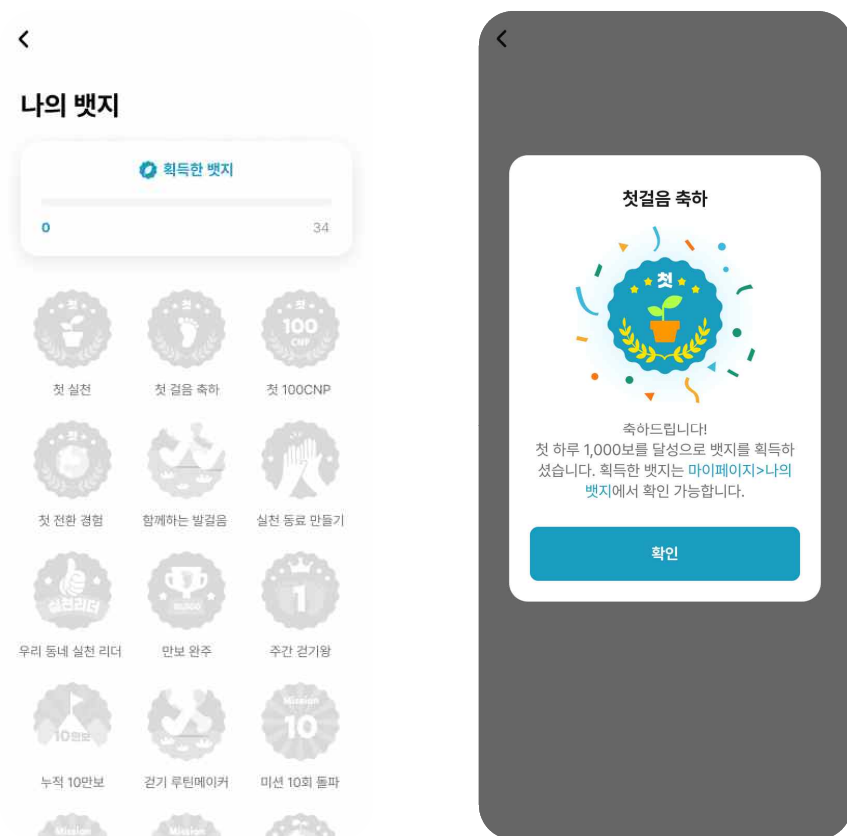 나의 뱃지
획득한 뱃지
0 34
첫 첫 첫
100
CNP
첫 실천 첫 걸음 축하 첫 100CNP
첫
첫 전환 경험 함께하는 발걸음 실천 동료 만들기
실천리더
1
우리 동네 실천 리더 만보 완주 주간 걷기왕
10만보
Mission
10
누적 10만보 걷기 루틴메이커 미션 10회 돌파
Mission Mission
첫걸음 축하
첫
축하드립니다!
첫 하루 1,000보를 달성으로 뱃지를 획득하
셨습니다. 획득한 뱃지는 마이페이지>나의
뱃지에서 확인 가능합니다.
확인